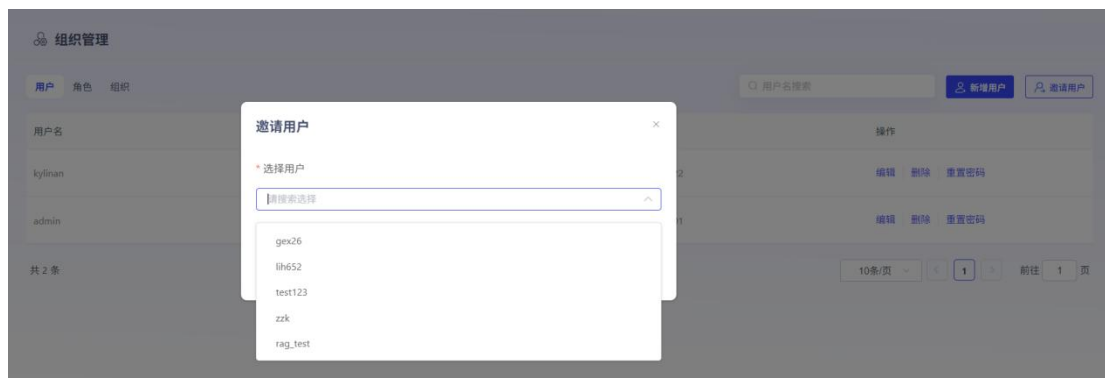 组织管理
用户 角色 组织 用户名搜索 新增用户 邀请用户
用户名 操作
kylinan 编辑 删除 重置密码
admin 编辑 删除 重置密码
共 2 条 10条/页 1 前往 1 页
邀请用户
* 选择用户
请搜索选择
gex26
lih652
test123
zzk
rag_test